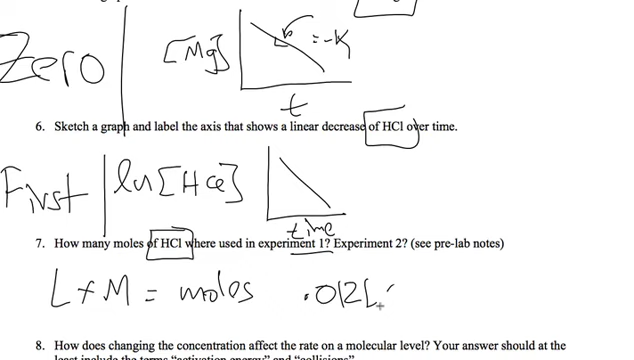 Zero [Mg] = -K
t
6. Sketch a graph and label the axis that shows a linear decrease of HCl over time.
First ln [HCl]
time
7. How many moles of HCl where used in experiment 1? Experiment 2? (see pre-lab notes)
L × M = moles .012L
8. How does changing the concentration affect the rate on a molecular level? Your answer should at the
least include the terms "activation energy" and "collisions"